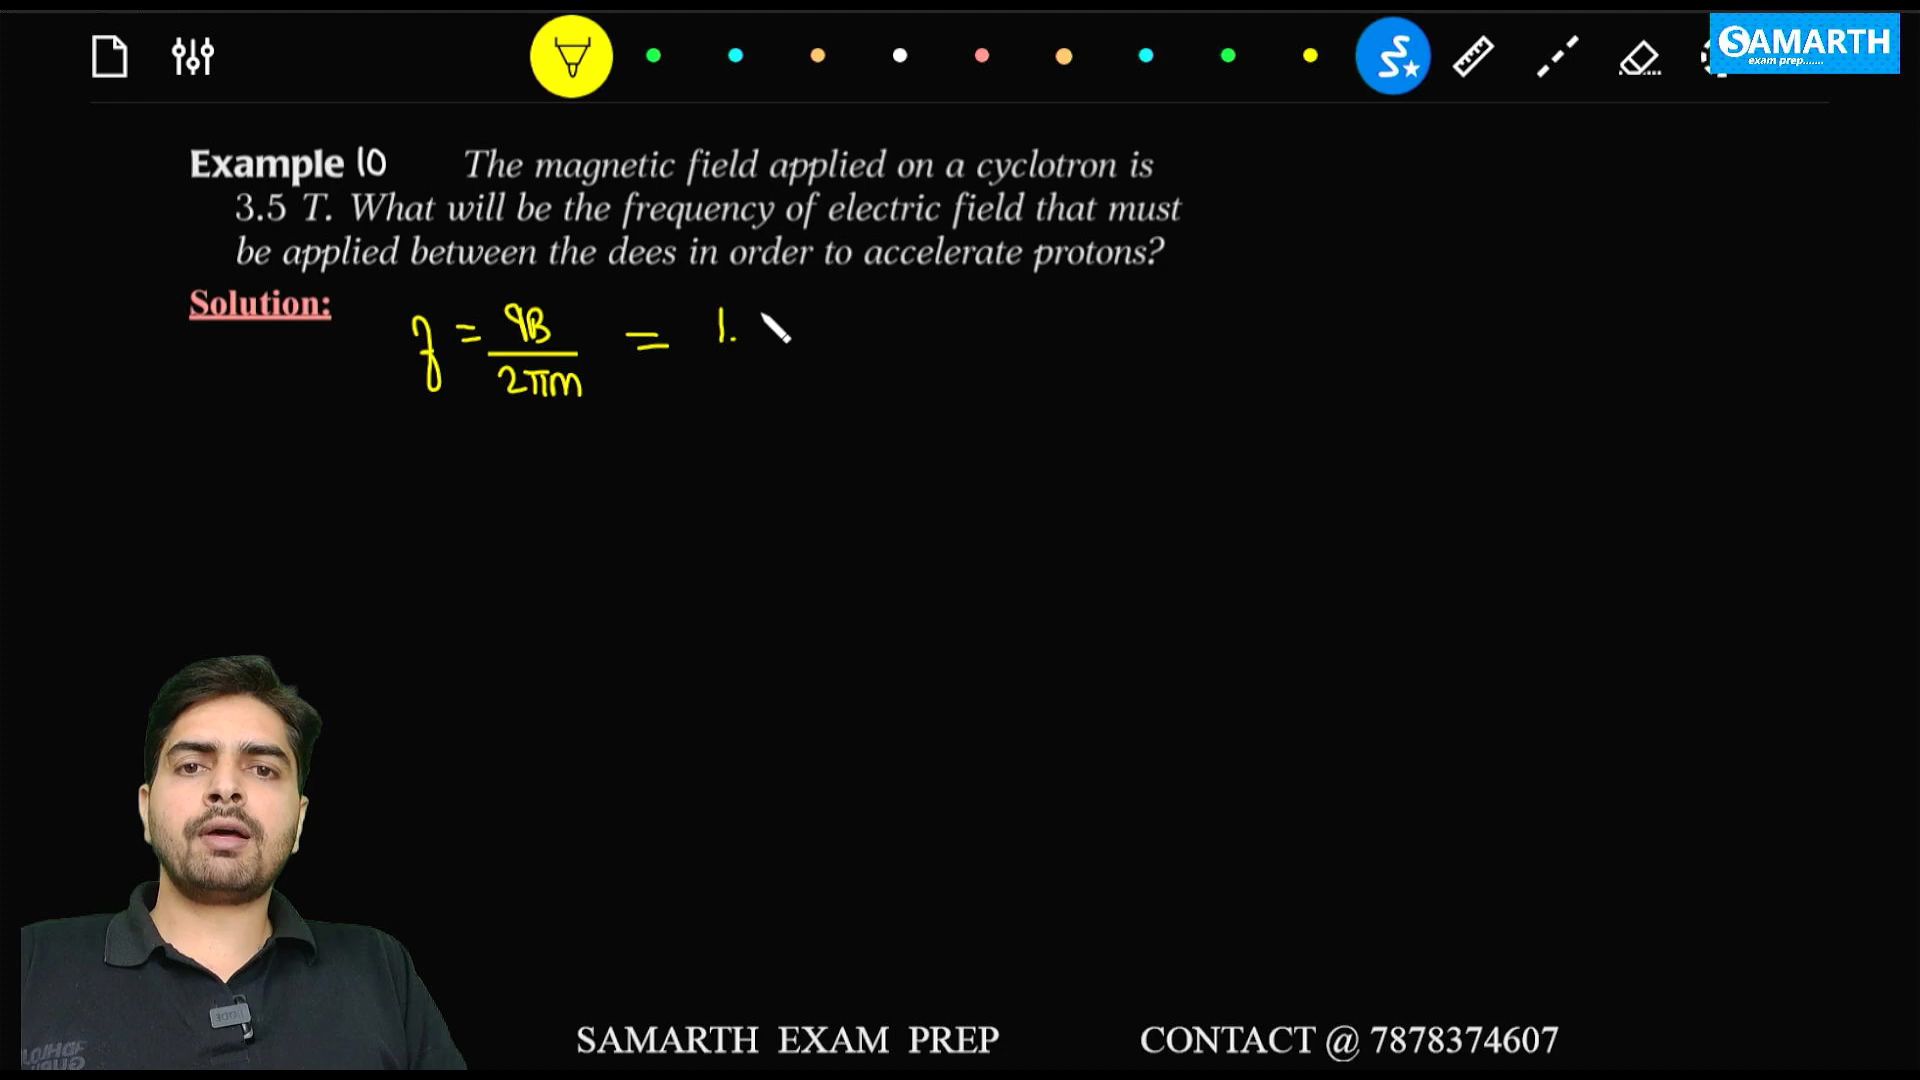 SAMARTH
exam prep.......
Example 10 The magnetic field applied on a cyclotron is
3.5 T. What will be the frequency of electric field that must
be applied between the dees in order to accelerate protons?
Solution:
f = qB / 2πm = 1.
SAMARTH EXAM PREP CONTACT @ 7878374607